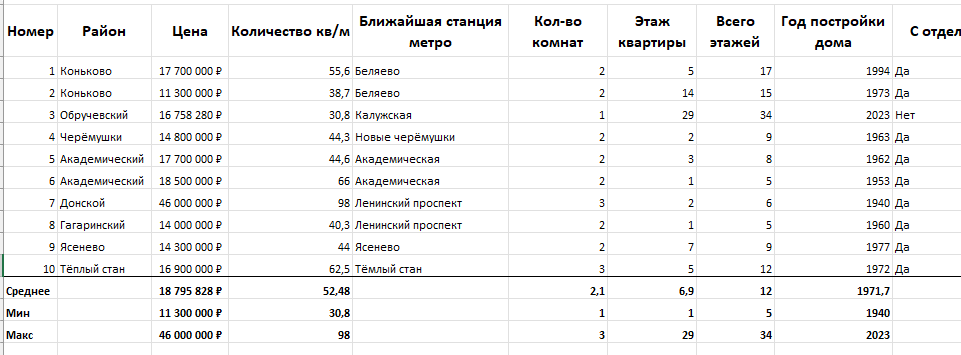 Номер Район Цена Количество кв/м Ближайшая станция метро Кол-во комнат Этаж квартиры Всего этажей Год постройки дома С отдел
1 Коньково 17 700 000 ₽ 55,6 Беляево 2 5 17 1994 Да
2 Коньково 11 300 000 ₽ 38,7 Беляево 2 14 15 1973 Да
3 Обручевский 16 758 280 ₽ 30,8 Калужская 1 29 34 2023 Нет
4 Черёмушки 14 800 000 ₽ 44,3 Новые черёмушки 2 2 9 1963 Да
5 Академический 17 700 000 ₽ 44,6 Академическая 2 3 8 1962 Да
6 Академический 18 500 000 ₽ 66 Академическая 2 1 5 1953 Да
7 Донской 46 000 000 ₽ 98 Ленинский проспект 3 2 6 1940 Да
8 Гагаринский 14 000 000 ₽ 40,3 Ленинский проспект 2 1 5 1960 Да
9 Ясенево 14 300 000 ₽ 44 Ясенево 2 7 9 1977 Да
10 Тёплый стан 16 900 000 ₽ 62,5 Тёмлый стан 3 5 12 1972 Да
Среднее 18 795 828 ₽ 52,48 2,1 6,9 12 1971,7
Мин 11 300 000 ₽ 30,8 1 1 5 1940
Макс 46 000 000 ₽ 98 3 29 34 2023